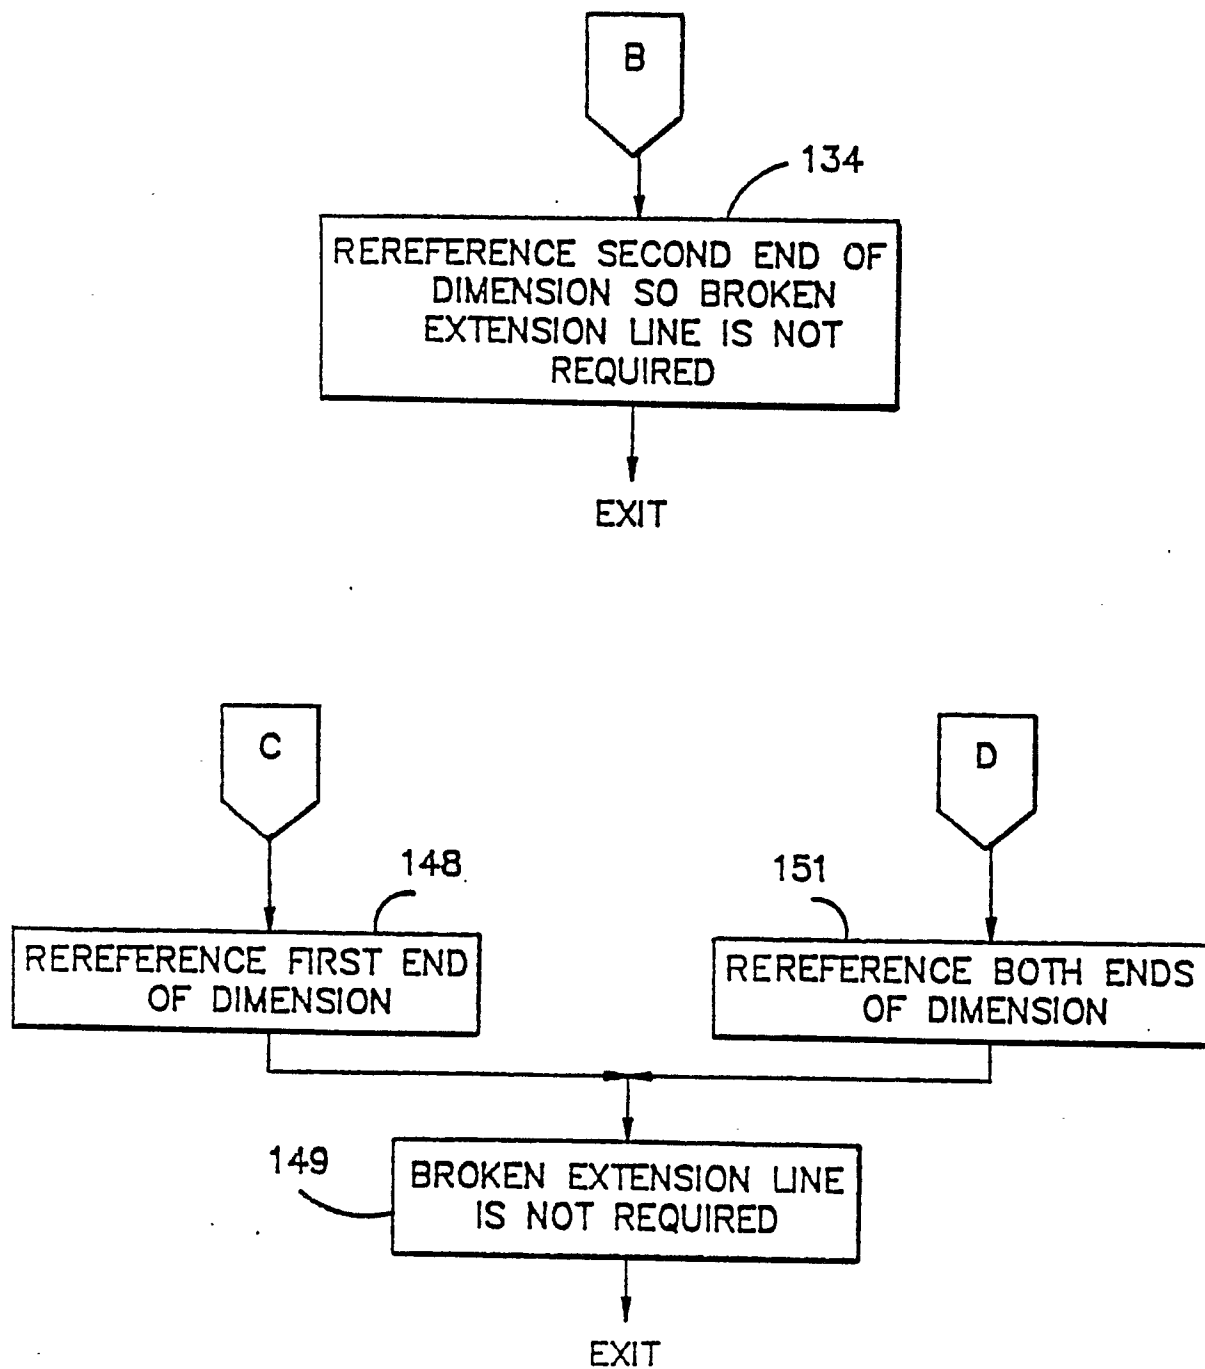 B
134
REREFERENCE SECOND END OF
DIMENSION SO BROKEN
EXTENSION LINE IS NOT
REQUIRED
EXIT
C
D
148
151
REREFERENCE FIRST END
OF DIMENSION
REREFERENCE BOTH ENDS
OF DIMENSION
149
BROKEN EXTENSION LINE
IS NOT REQUIRED
EXIT